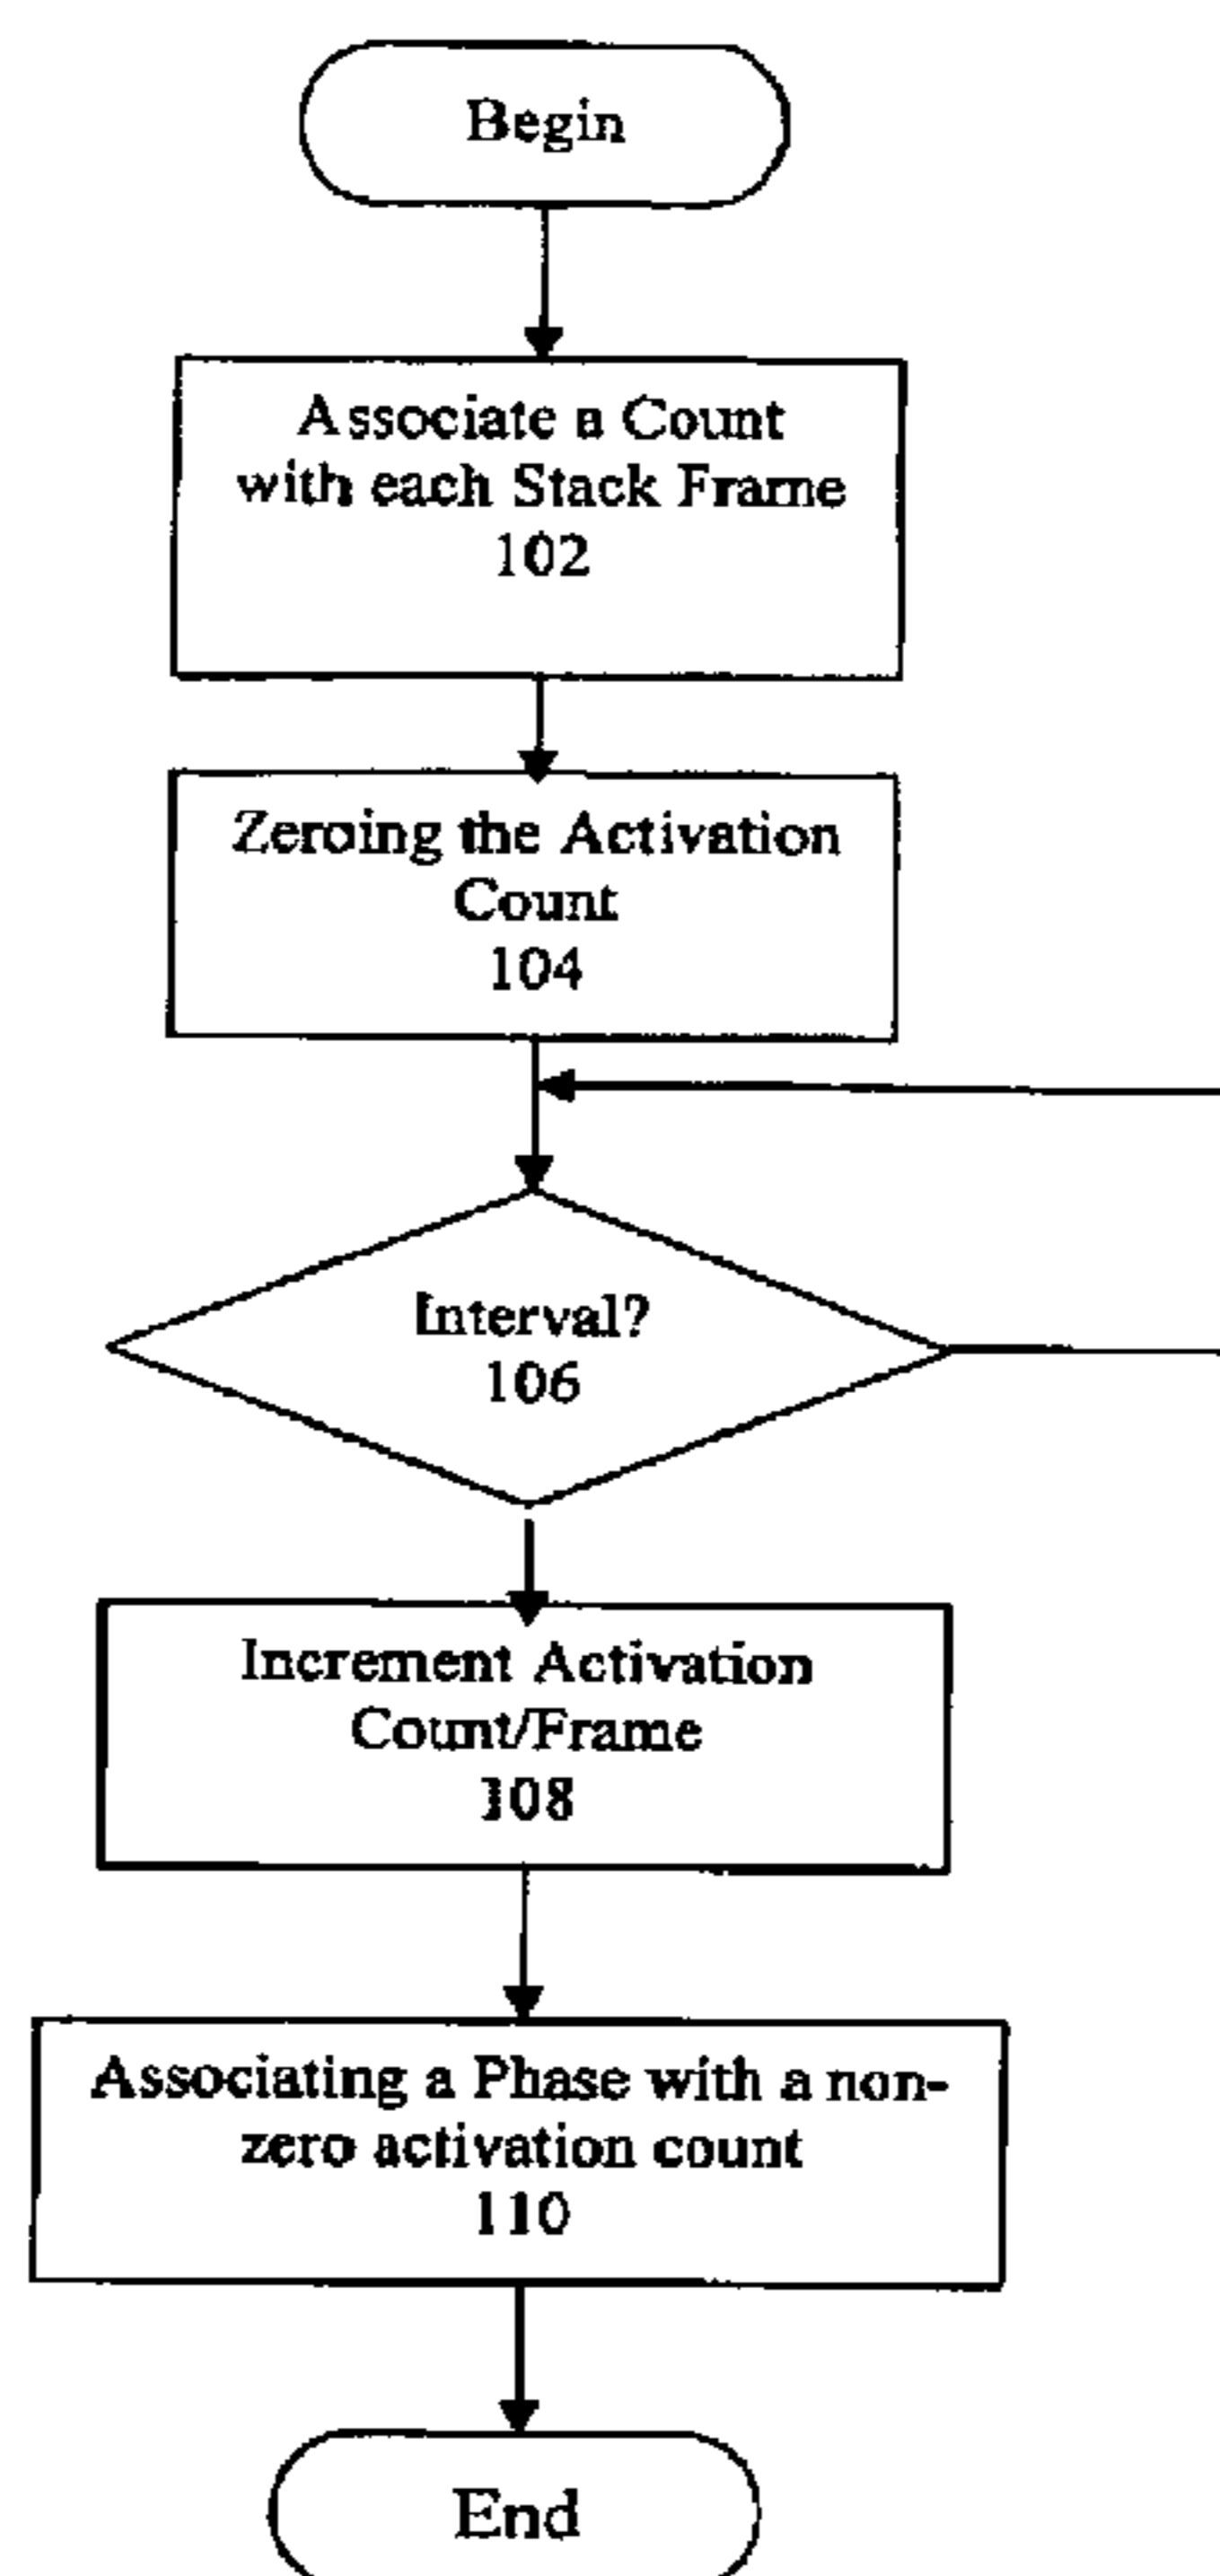 Begin
Associate a Count
with each Stack Frame
102
Zeroing the Activation
Count
104
Interval?
106
Increment Activation
Count/Frame
108
Associating a Phase with a non-
zero activation count
110
End